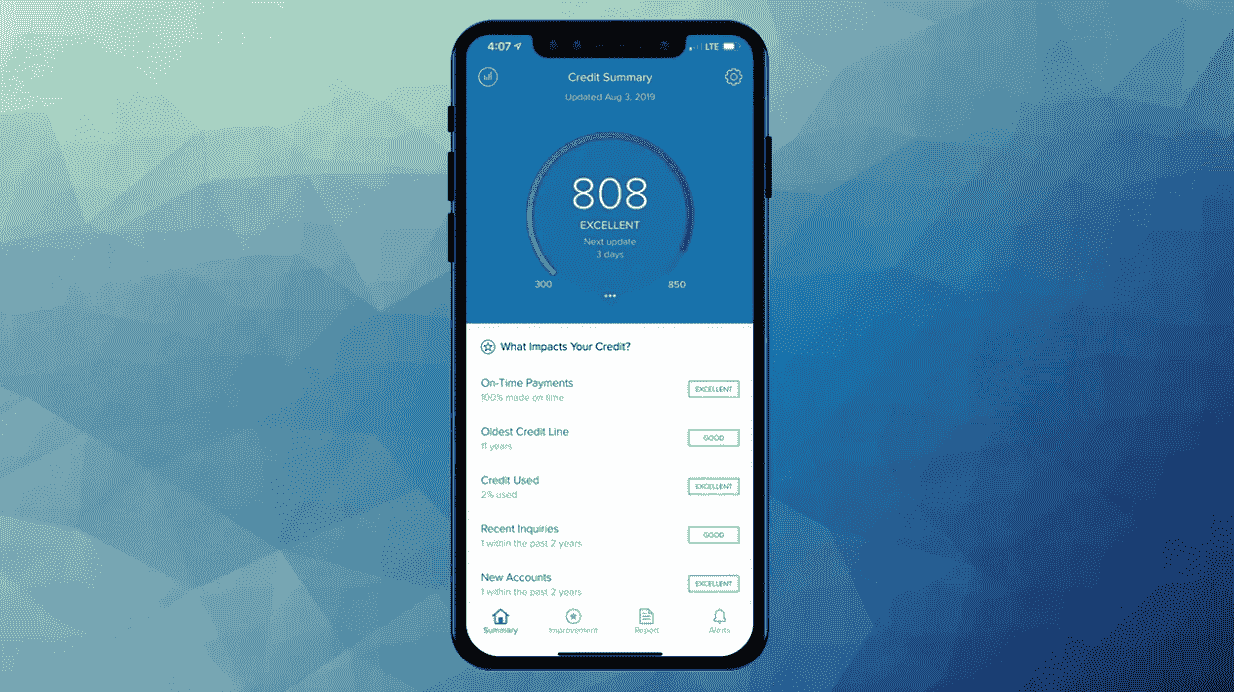 4:07 LTE
Credit Summary
Updated Aug 3, 2019
808
EXCELLENT
Next update
3 days
300 850
What Impacts Your Credit?
On-Time Payments EXCELLENT
100% made on time
Oldest Credit Line GOOD
11 years
Credit Used EXCELLENT
2% used
Recent Inquiries GOOD
1 within the past 2 years
New Accounts EXCELLENT
1 within the past 2 years
Summary Improvement Report Alerts